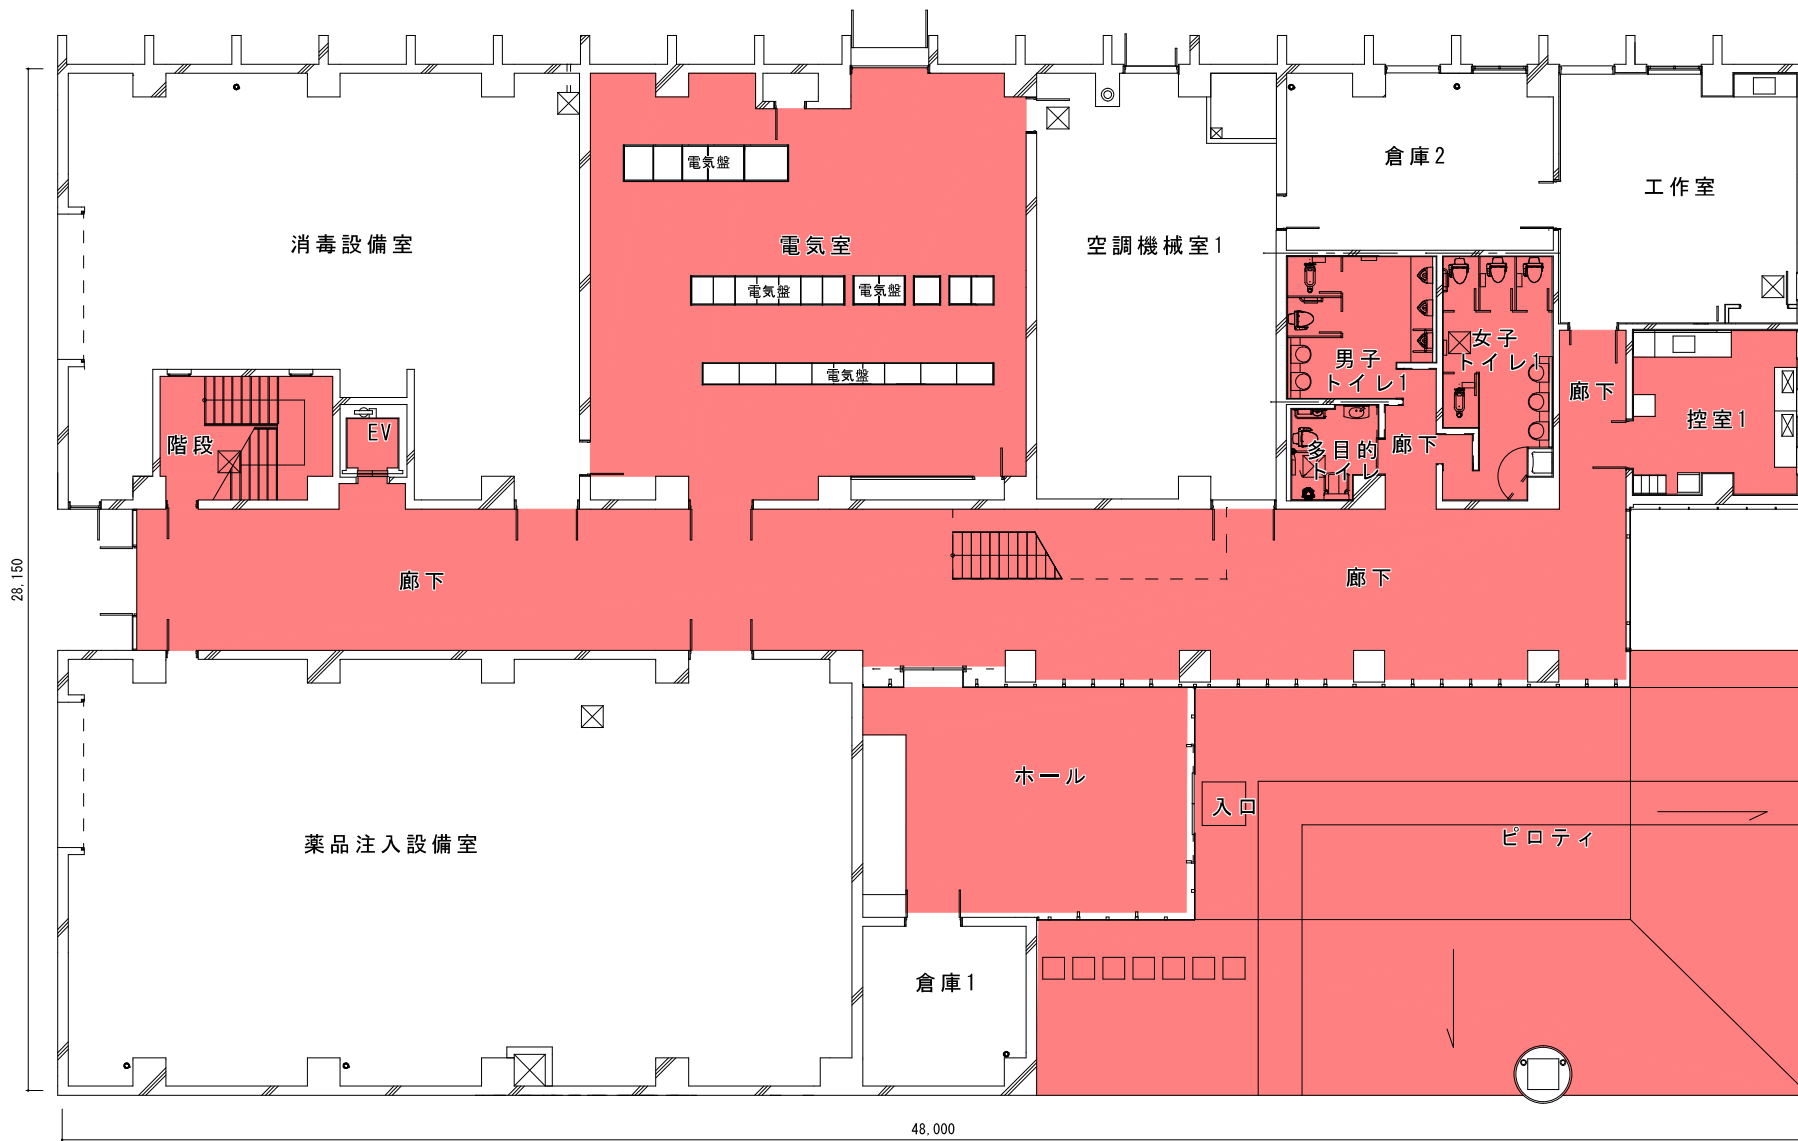 電気盤
倉庫2
工作室
消毒設備室
電気室
空調機械室1
電気盤
電気盤
女子
トイレ1
男子
トイレ1
電気盤
廊下
控室1
EV
階段
廊下
多目的
トイレ
廊下
廊下
28,150
ホール
入口
ピロティ
薬品注入設備室
倉庫1
48,000